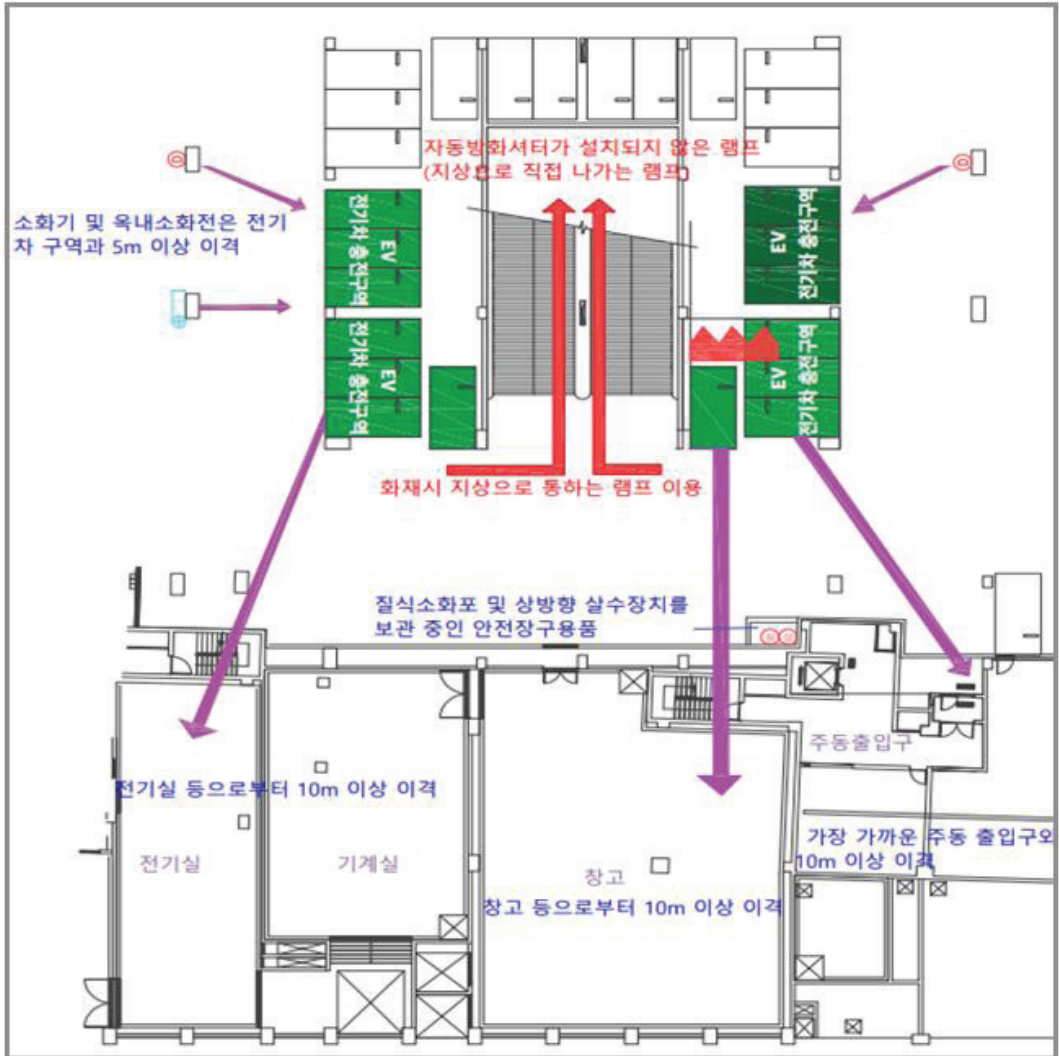 자동방화셔터가 설치되지 않은 램프
(지상으로 직접 나가는 램프)
소화기 및 옥내소화전은 전기
차 구역과 5m 이상 이격
전기차 충전구역
EV
전기차 충전구역
EV
전기차 충전구역
EV
전기차 충전구역
EV
화재시 지상으로 통하는 램프 이용
질식소화포 및 상방향 살수장치를
보관 중인 안전장구용품
주동출입구
전기실 등으로부터 10m 이상 이격
가장 가까운 주동 출입구와
10m 이상 이격
전기실
기계실
창고
창고 등으로부터 10m 이상 이격